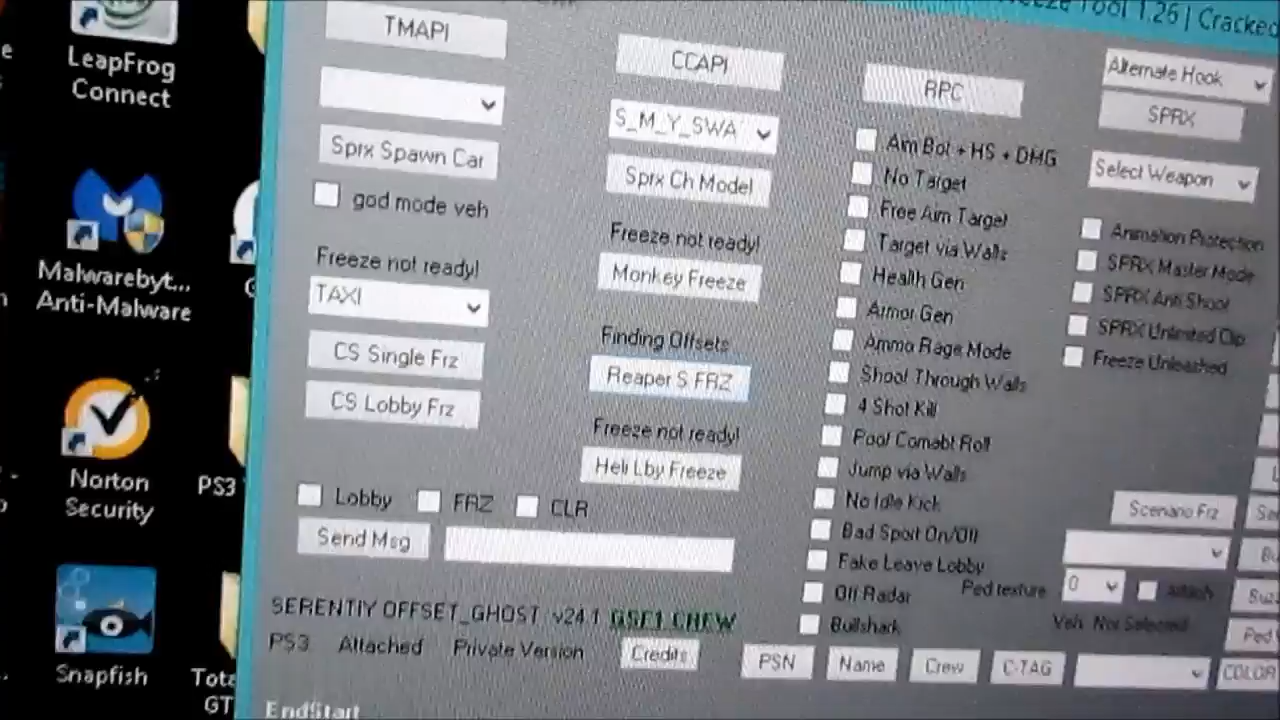 Freeze Tool 1.26 | Cracked
LeapFrog
Connect
Malwareby t...
Anti-Malware
Norton
Security
PS3
Snapfish
Tota
GT
TMAPI
Sprx Spawn Car
god mode veh
Freeze not ready!
TAXI
CS Single Frz
CS Lobby Frz
Lobby FRZ CLR
Send Msg
CCAPI
S_M_Y_SWA
Sprx Ch Model
Freeze not ready!
Monkey Freeze
Finding Offsets
Reaper S FRZ
Freeze not ready!
Heli Lby Freeze
RPC
Aim Bot + HS + DMG
No Target
Free Aim Target
Target via Walls
Health Gen
Armor Gen
Ammo Rage Mode
Shoot Through Walls
4 Shot Kill
Pool Comabt Roll
Jump via Walls
No Idle Kick
Bad Sport On/Off
Fake Leave Lobby
Off Radar
Bullshark
Alternate Hook
SPRX
Select Weapon
Animation Protection
SPRX Master Mode
SPRX Anti Shoot
SPRX Unlimted Clip
Freeze Unleashed
Scenario Frz
Ped texture 0 attach
Veh Not Selected
Ped
COLOR
SERENTIY OFFSET_GHOST v24.1 GSF1 CREW
PS3 Attached Private Version Credits
PSN Name Crew C-TAG
EndStart